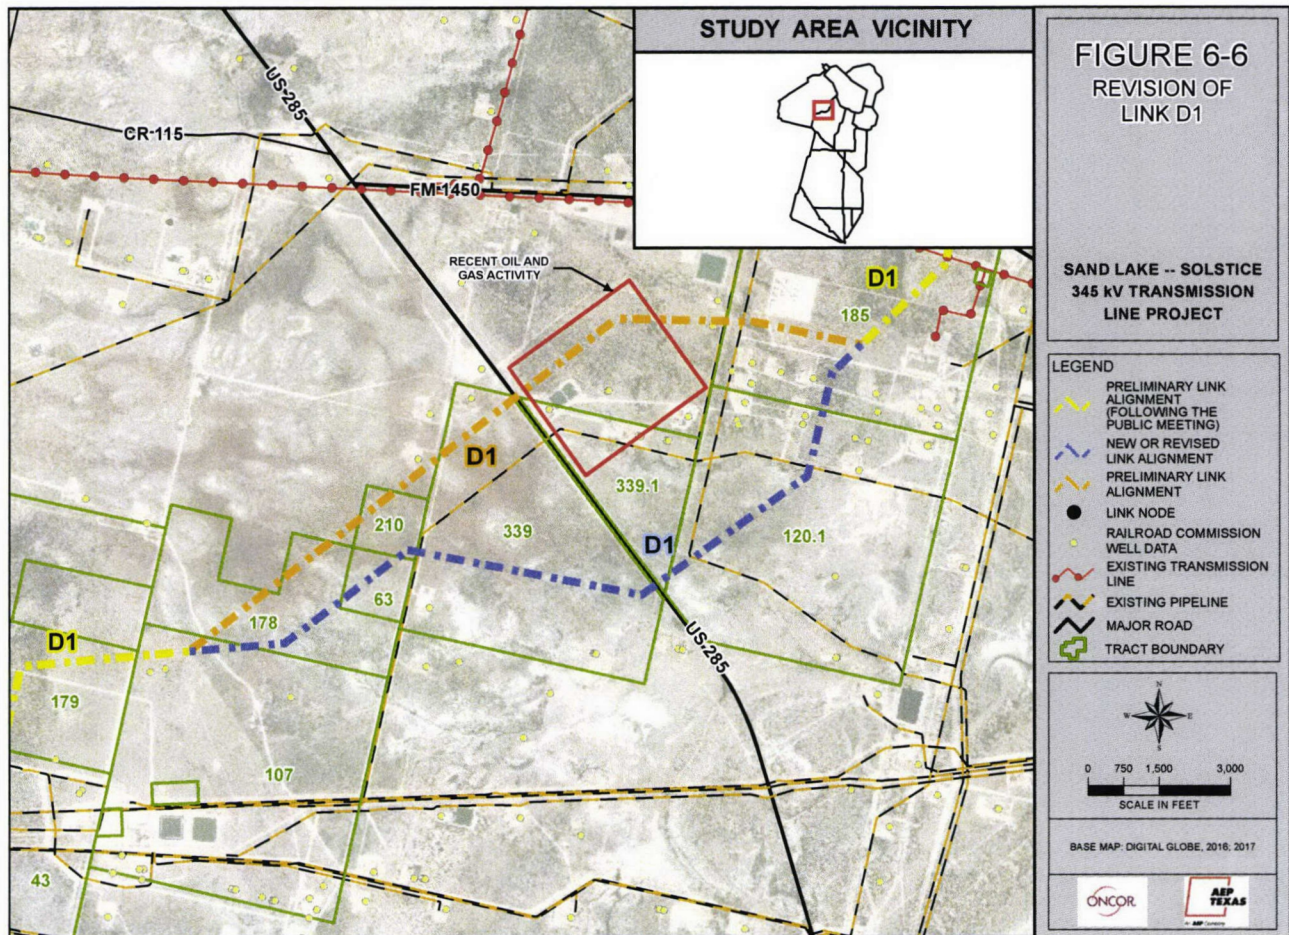 STUDY AREA VICINITY
US-285
CR 115
FM 1450
RECENT OIL AND
GAS ACTIVITY
D1
185
D1
339.1
210
339
D1
120.1
63
178
D1
US-285
179
107
43
FIGURE 6-6
REVISION OF
LINK D1
SAND LAKE -- SOLSTICE
345 kV TRANSMISSION
LINE PROJECT
LEGEND
PRELIMINARY LINK
ALIGNMENT
(FOLLOWING THE
PUBLIC MEETING)
NEW OR REVISED
LINK ALIGNMENT
PRELIMINARY LINK
ALIGNMENT
LINK NODE
RAILROAD COMMISSION
WELL DATA
EXISTING TRANSMISSION
LINE
EXISTING PIPELINE
MAJOR ROAD
TRACT BOUNDARY
N
W E
S
0 750 1,500 3,000
SCALE IN FEET
BASE MAP: DIGITAL GLOBE, 2016; 2017
ONCOR
AEP
TEXAS
An AEP Company